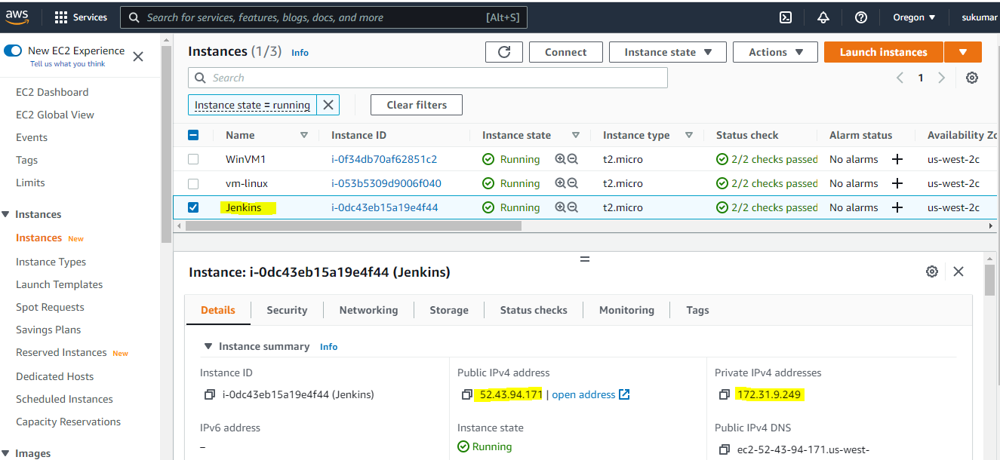 aws Services Search for services, features, blogs, docs, and more [Alt+S] Oregon sukumar
New EC2 Experience
Tell us what you think
EC2 Dashboard
EC2 Global View
Events
Tags
Limits
Instances
Instances New
Instance Types
Launch Templates
Spot Requests
Savings Plans
Reserved Instances New
Dedicated Hosts
Scheduled Instances
Capacity Reservations
Images
Instances (1/3) Info Connect Instance state Actions Launch instances
Search 1
Instance state = running Clear filters
Name Instance ID Instance state Instance type Status check Alarm status Availability Zo
WinVM1 i-0f34db70af62851c2 Running t2.micro 2/2 checks passed No alarms us-west-2c
vm-linux i-053b5309d9006f040 Running t2.micro 2/2 checks passed No alarms us-west-2c
Jenkins i-0dc43eb15a19e4f44 Running t2.micro 2/2 checks passed No alarms us-west-2c
Instance: i-0dc43eb15a19e4f44 (Jenkins)
Details Security Networking Storage Status checks Monitoring Tags
Instance summary Info
Instance ID Public IPv4 address Private IPv4 addresses
i-0dc43eb15a19e4f44 (Jenkins) 52.43.94.171 | open address 172.31.9.249
IPv6 address Instance state Public IPv4 DNS
– Running ec2-52-43-94-171.us-west-